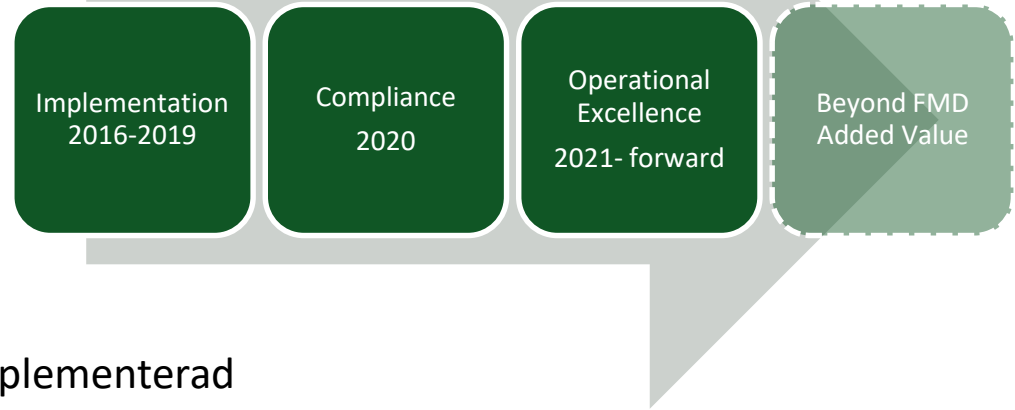 Implementation
2016-2019
Compliance
2020
Operational
Excellence
2021- forward
Beyond FMD
Added Value
plementerad